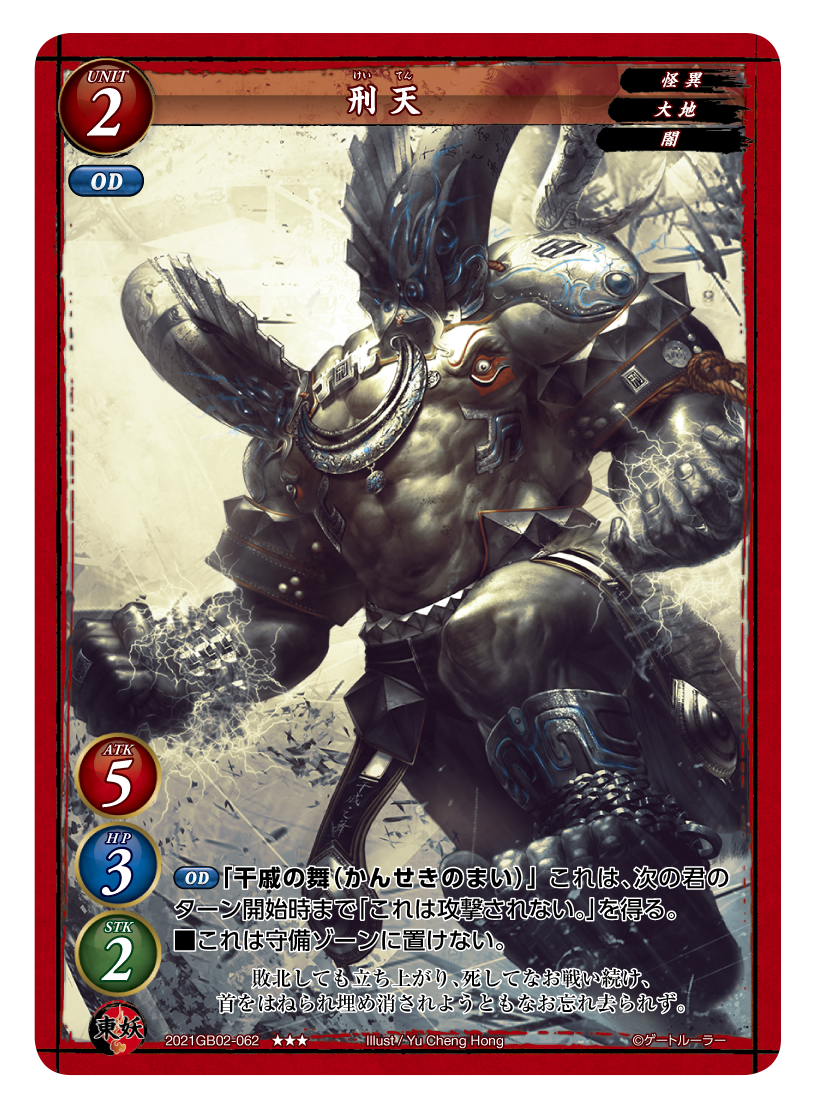 UNIT
2
OD
けい てん
刑天
怪異
大地
闇
ATK
5
HP
3
STK
2
OD 「干戚の舞(かんせきのまい)」 これは、次の君の
ターン開始時まで「これは攻撃されない。」を得る。
■これは守備ゾーンに置けない。
敗北しても立ち上がり、死してなお戦い続け、
首をはねられ埋め消されようともなお忘れ去られず。
東妖
2021GB02-062 ★★★ Illust / Yu Cheng Hong ©ゲートルーラー